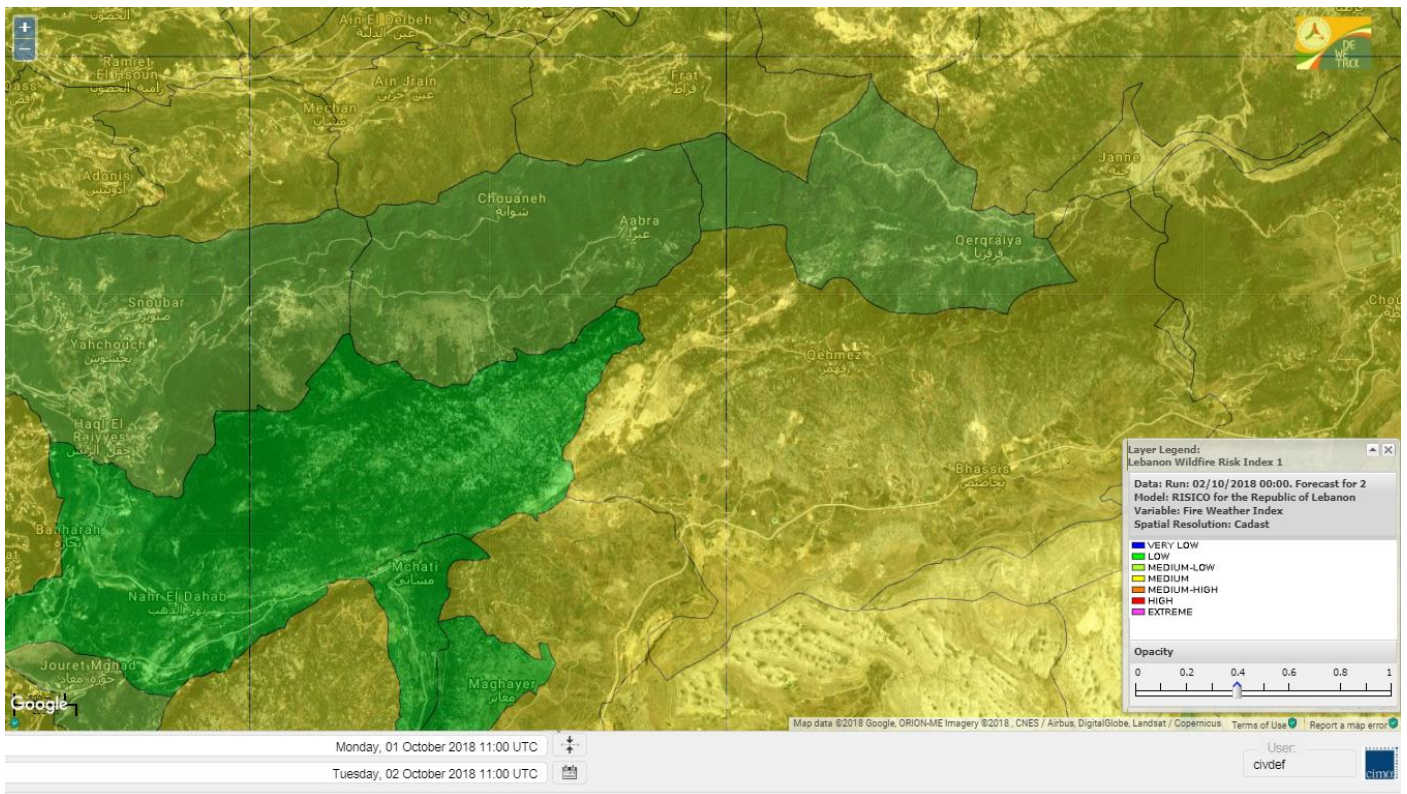 الحصون
+
−
Ramiet
El Hsoun
رامية الحصون
Ain El Delbeh
عين الدلبة
Ain Jrain
عين جرين
Mechan
مشان
Frat
فراط
DE
WE
TRA
Adonis
أدونيس
Janne
جنة
Chouaneh
شوانة
Aabra
عبرا
Qerqraiya
قرقريا
Snoubar
صنوبر
Yahchouch
يحشوش
Qehmez
قهمز
Haql El
Raiyyes
حقل الريس
Bhassis
بحاصيص
Mchati
مشاتي
Nahr El Dahab
نهر الذهب
Jouret Mghad
Maghayer
مغاير
Google
Layer Legend:
Lebanon Wildfire Risk Index 1
Data: Run: 02/10/2018 00:00. Forecast for 2
Model: RISICO for the Republic of Lebanon
Variable: Fire Weather Index
Spatial Resolution: Cadast
VERY LOW
LOW
MEDIUM-LOW
MEDIUM
MEDIUM-HIGH
HIGH
EXTREME
Opacity
0 0.2 0.4 0.6 0.8 1
Map data ©2018 Google, ORION-ME Imagery ©2018 , CNES / Airbus, DigitalGlobe, Landsat / Copernicus Terms of Use Report a map error
Monday, 01 October 2018 11:00 UTC
Tuesday, 02 October 2018 11:00 UTC
User:
civdef
cima